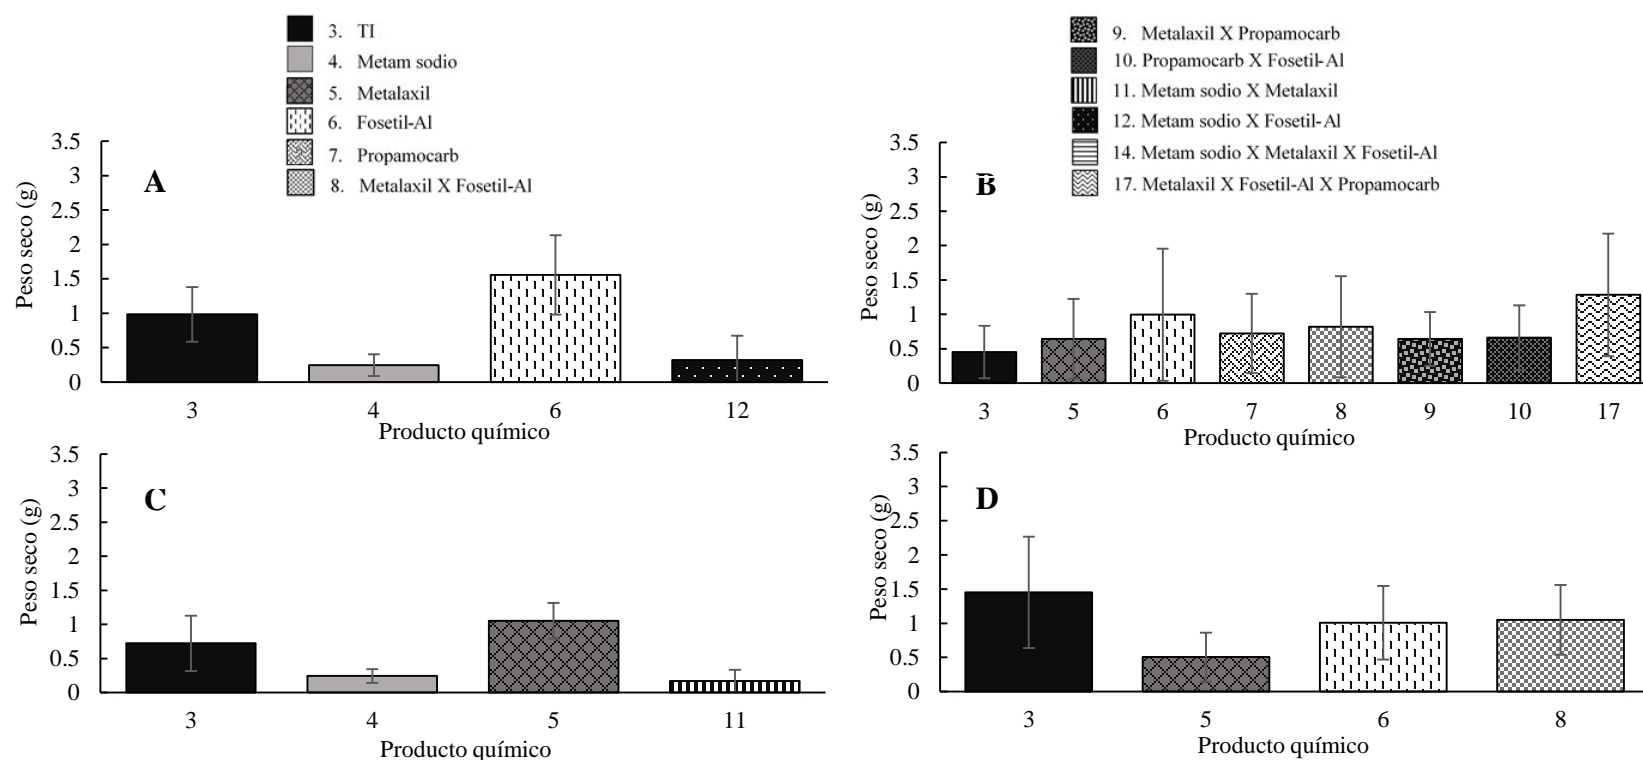 3. TI
4. Metam sodio
5. Metalaxil
6. Fosetil-Al
7. Propamocarb
8. Metalaxil X Fosetil-Al
9. Metalaxil X Propamocarb
10. Propamocarb X Fosetil-Al
11. Metam sodio X Metalaxil
12. Metam sodio X Fosetil-Al
14. Metam sodio X Metalaxil X Fosetil-Al
17. Metalaxil X Fosetil-Al X Propamocarb
A
Peso seco (g)
3.5
3
2.5
2
1.5
1
0.5
0
3 4 6 12
Producto químico
B
Peso seco (g)
3.5
3
2.5
2
1.5
1
0.5
0
3 5 6 7 8 9 10 17
Producto químico
C
Peso seco (g)
3.5
3
2.5
2
1.5
1
0.5
0
3 4 5 11
Producto químico
D
Peso seco (g)
3.5
3
2.5
2
1.5
1
0.5
0
3 5 6 8
Producto químico